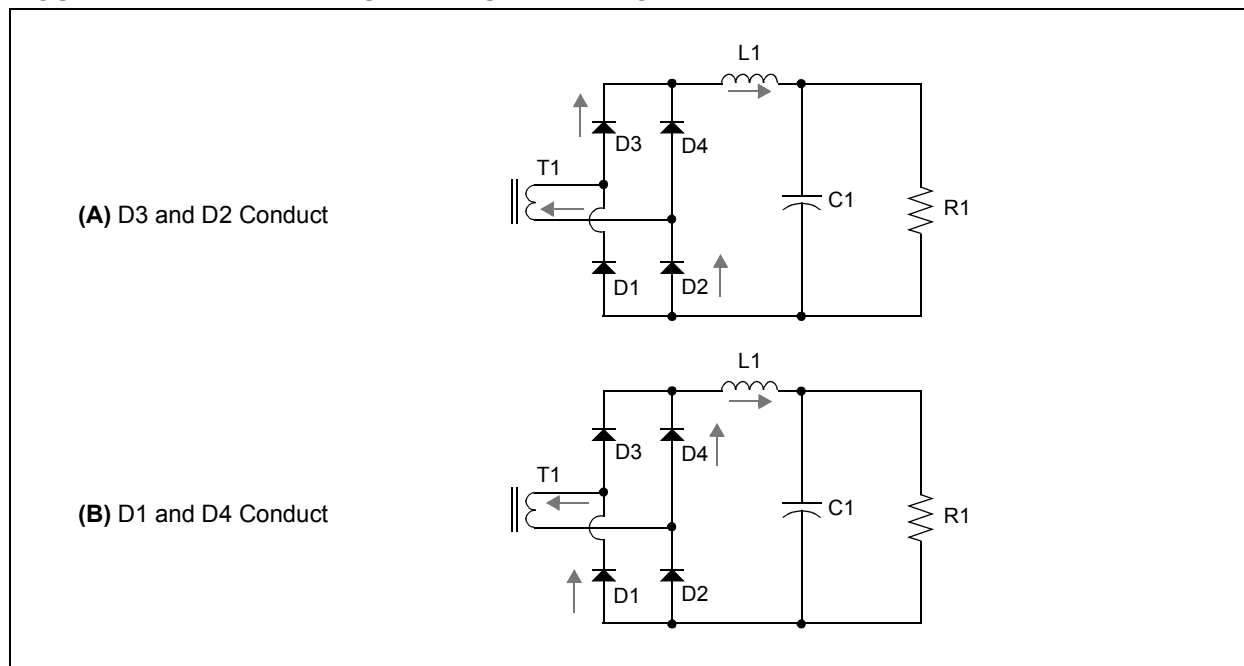 L1
D3
D4
T1
(A) D3 and D2 Conduct
C1
R1
D1
D2
L1
D3
D4
T1
(B) D1 and D4 Conduct
C1
R1
D1
D2